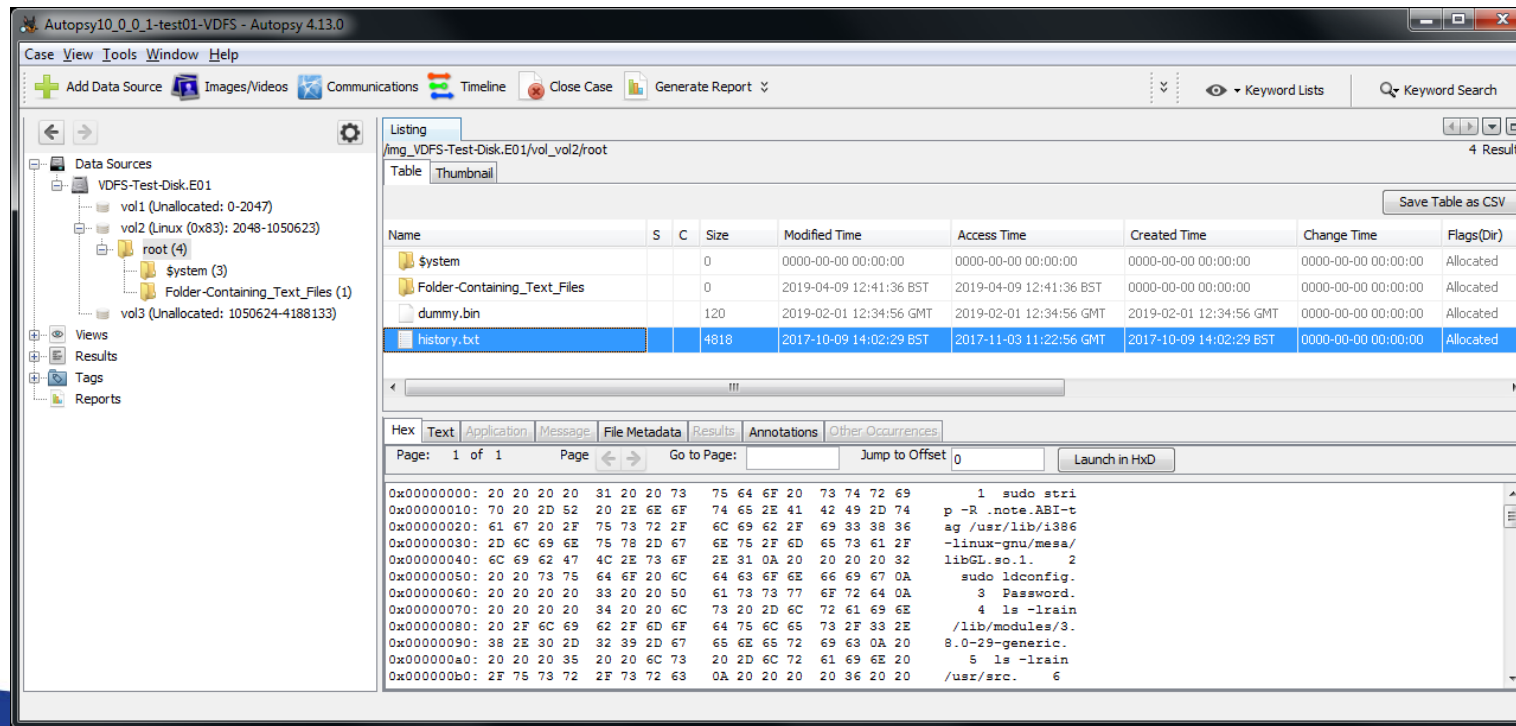 Autopsy10_0_0_1-test01-VDFS - Autopsy 4.13.0
Case View Tools Window Help
Add Data Source Images/Videos Communications Timeline Close Case Generate Report Keyword Lists Keyword Search
Data Sources
VDFS-Test-Disk.E01
vol1 (Unallocated: 0-2047)
vol2 (Linux (0x83): 2048-1050623)
root (4)
$system (3)
Folder-Containing_Text_Files (1)
vol3 (Unallocated: 1050624-4188133)
Views
Results
Tags
Reports
Listing
/img_VDFS-Test-Disk.E01/vol_vol2/root 4 Result
Table Thumbnail
Save Table as CSV
Name S C Size Modified Time Access Time Created Time Change Time Flags(Dir)
$ystem 0 0000-00-00 00:00:00 0000-00-00 00:00:00 0000-00-00 00:00:00 0000-00-00 00:00:00 Allocated
Folder-Containing_Text_Files 0 2019-04-09 12:41:36 BST 2019-04-09 12:41:36 BST 0000-00-00 00:00:00 0000-00-00 00:00:00 Allocated
dummy.bin 120 2019-02-01 12:34:56 GMT 2019-02-01 12:34:56 GMT 2019-02-01 12:34:56 GMT 0000-00-00 00:00:00 Allocated
history.txt 4818 2017-10-09 14:02:29 BST 2017-11-03 11:22:56 GMT 2017-10-09 14:02:29 BST 0000-00-00 00:00:00 Allocated
Hex Text Application Message File Metadata Results Annotations Other Occurrences
Page: 1 of 1 Page Go to Page: Jump to Offset 0 Launch in HxD
0x00000000: 20 20 20 20 31 20 20 73 75 64 6F 20 73 74 72 69 1 sudo stri
0x00000010: 70 20 2D 52 20 2E 6E 6F 74 65 2E 41 42 49 2D 74 p -R .note.ABI-t
0x00000020: 61 67 20 2F 75 73 72 2F 6C 69 62 2F 69 33 38 36 ag /usr/lib/i386
0x00000030: 2D 6C 69 6E 75 78 2D 67 6E 75 2F 6D 65 73 61 2F -linux-gnu/mesa/
0x00000040: 6C 69 62 47 4C 2E 73 6F 2E 31 0A 20 20 20 20 32 libGL.so.1. 2
0x00000050: 20 20 73 75 64 6F 20 6C 64 63 6F 6E 66 69 67 0A sudo ldconfig.
0x00000060: 20 20 20 20 33 20 20 50 61 73 73 77 6F 72 64 0A 3 Password.
0x00000070: 20 20 20 20 34 20 20 6C 73 20 2D 6C 72 61 69 6E 4 ls -lrain
0x00000080: 20 2F 6C 69 62 2F 6D 6F 64 75 6C 65 73 2F 33 2E /lib/modules/3.
0x00000090: 38 2E 30 2D 32 39 2D 67 65 6E 65 72 69 63 0A 20 8.0-29-generic.
0x000000a0: 20 20 20 35 20 20 6C 73 20 2D 6C 72 61 69 6E 20 5 ls -lrain
0x000000b0: 2F 75 73 72 2F 73 72 63 0A 20 20 20 20 36 20 20 /usr/src. 6